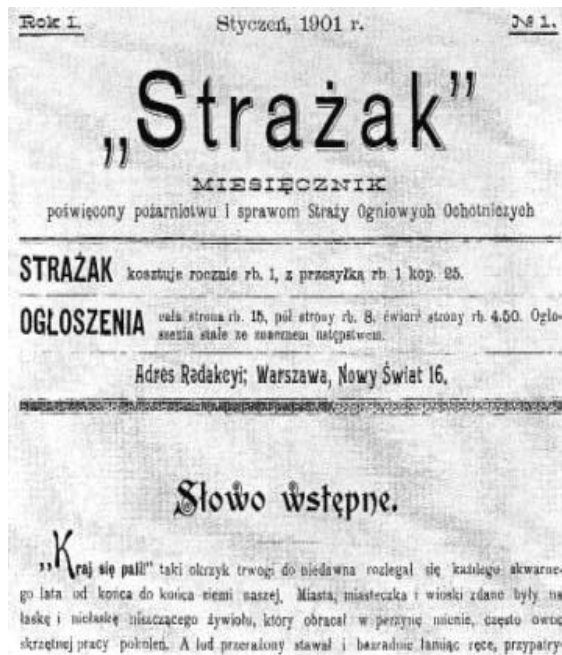 Rok I.
Styczeń, 1901 r.
№ 1.
„Strażak”
MIESIĘCZNIK
poświęcony pożarnictwu i sprawom Straży Ogniowych Ochotniczych
STRAŻAK kosztuje rocznie rb. 1, z przesyłką rb. 1 kop. 25.
OGŁOSZENIA cała strona rb. 15, pół strony rb. 8, ćwierć strony rb. 4.50. Ogło-
szenia stałe ze znacznem ustępstwem.
Adres Redakcyi; Warszawa, Nowy Świat 16.
Słowo wstępne.
„Kraj się pali!” taki okrzyk trwogi do niedawna rozlegał się każdego skwarne-
go lata od końca do końca ziemi naszej. Miasta, miasteczka i wioski zdane były na
łaskę i niełaskę niszczącego żywiołu, który obracał w perzynę mienie, często owoc
skrzętnej pracy pokoleń. A lud przerażony stawał i bezradnie łamiąc ręce, przypatry-